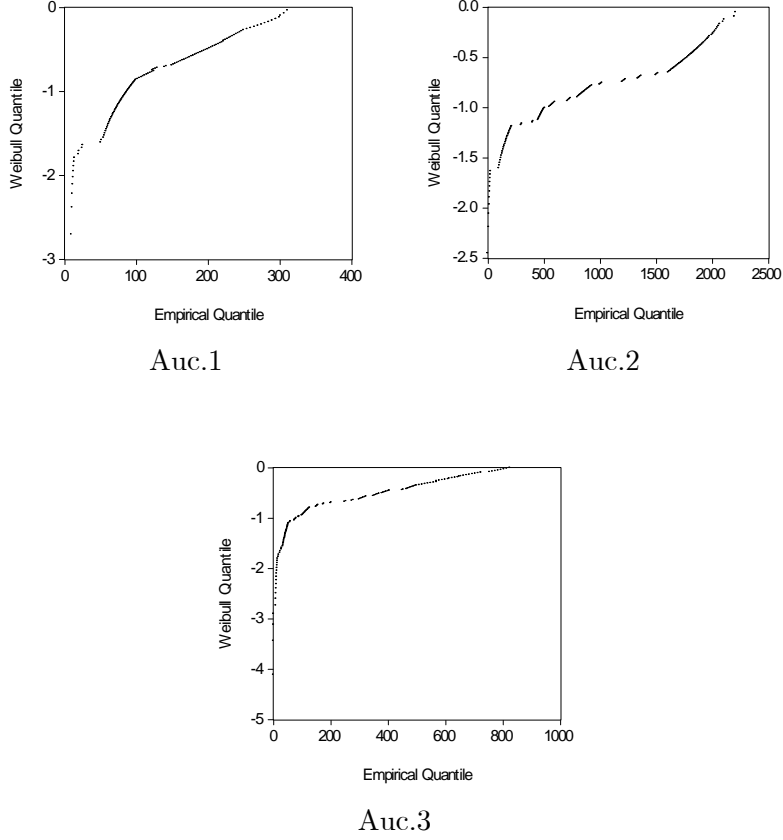 0
-1
-2
-3
Weibull Quantile
0 100 200 300 400
Empirical Quantile
Auc.1
0.0
-0.5
-1.0
-1.5
-2.0
-2.5
Weibull Quantile
0 500 1000 1500 2000 2500
Empirical Quantile
Auc.2
0
-1
-2
-3
-4
-5
Weibull Quantile
0 200 400 600 800 1000
Empirical Quantile
Auc.3